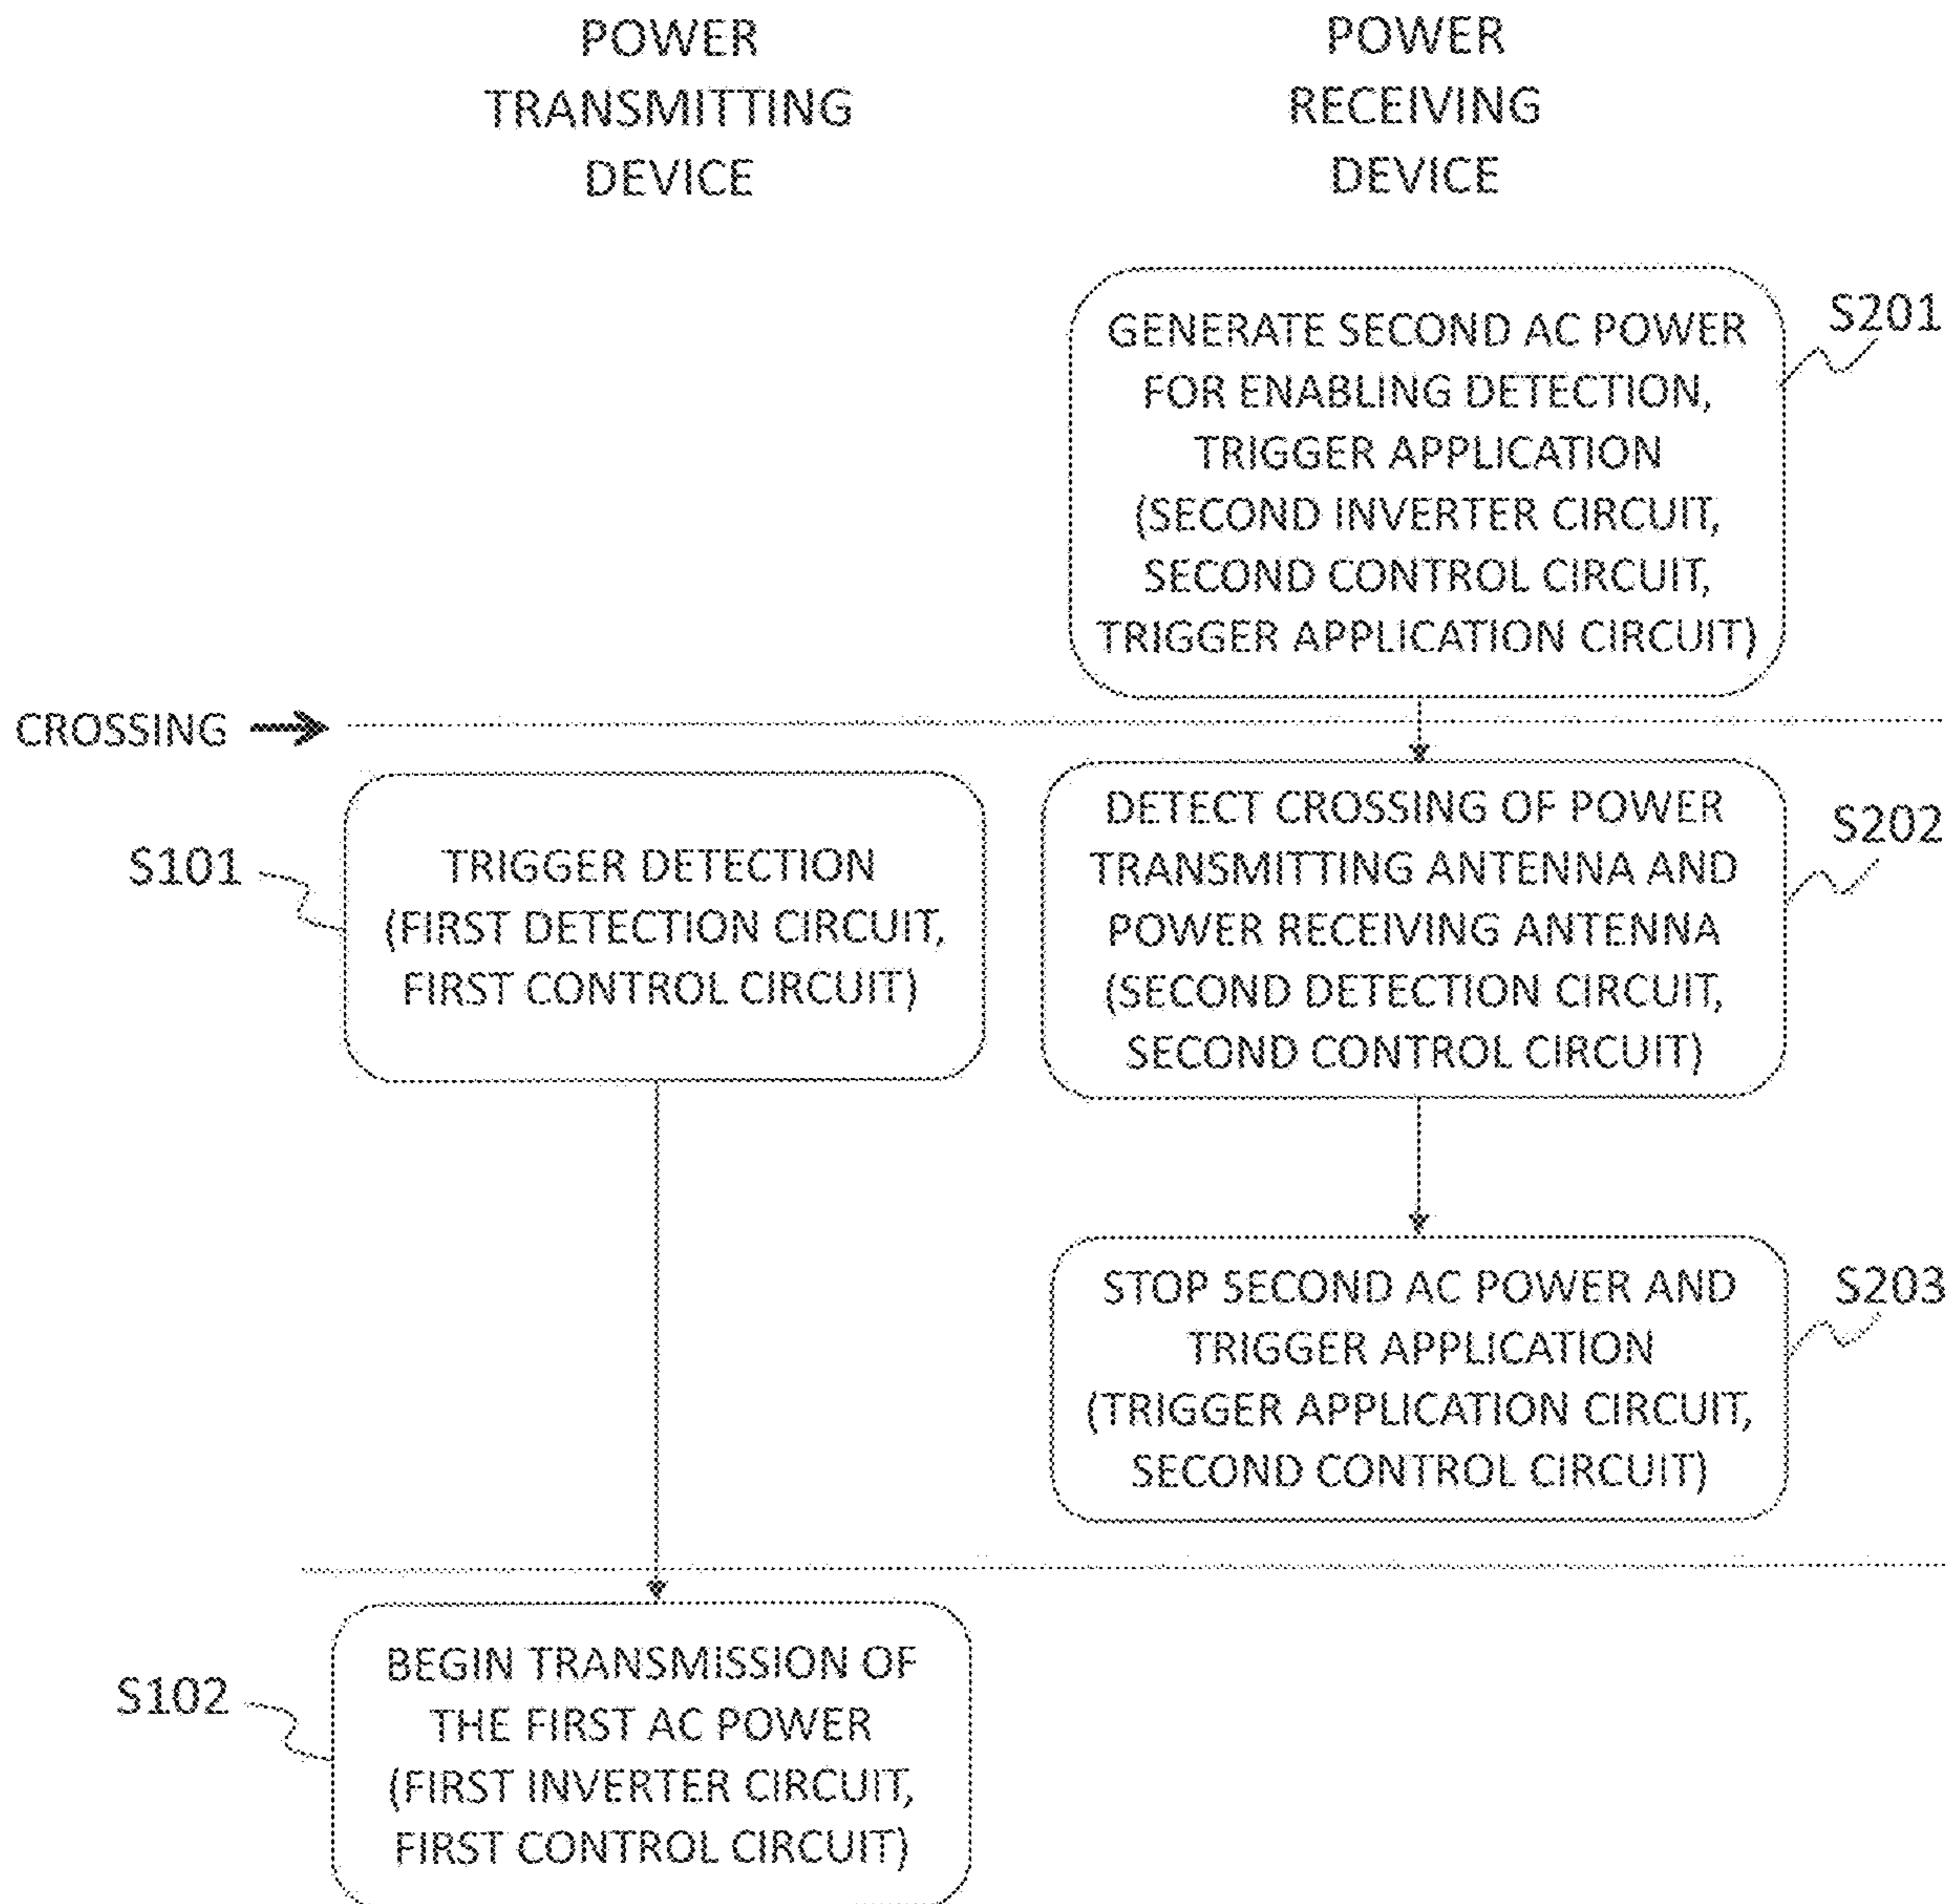 POWER
TRANSMITTING
DEVICE
POWER
RECEIVING
DEVICE
GENERATE SECOND AC POWER
FOR ENABLING DETECTION,
TRIGGER APPLICATION
(SECOND INVERTER CIRCUIT,
SECOND CONTROL CIRCUIT,
TRIGGER APPLICATION CIRCUIT)
S201
CROSSING
S101
TRIGGER DETECTION
(FIRST DETECTION CIRCUIT,
FIRST CONTROL CIRCUIT)
DETECT CROSSING OF POWER
TRANSMITTING ANTENNA AND
POWER RECEIVING ANTENNA
(SECOND DETECTION CIRCUIT,
SECOND CONTROL CIRCUIT)
S202
STOP SECOND AC POWER AND
TRIGGER APPLICATION
(TRIGGER APPLICATION CIRCUIT,
SECOND CONTROL CIRCUIT)
S203
S102
BEGIN TRANSMISSION OF
THE FIRST AC POWER
(FIRST INVERTER CIRCUIT,
FIRST CONTROL CIRCUIT)